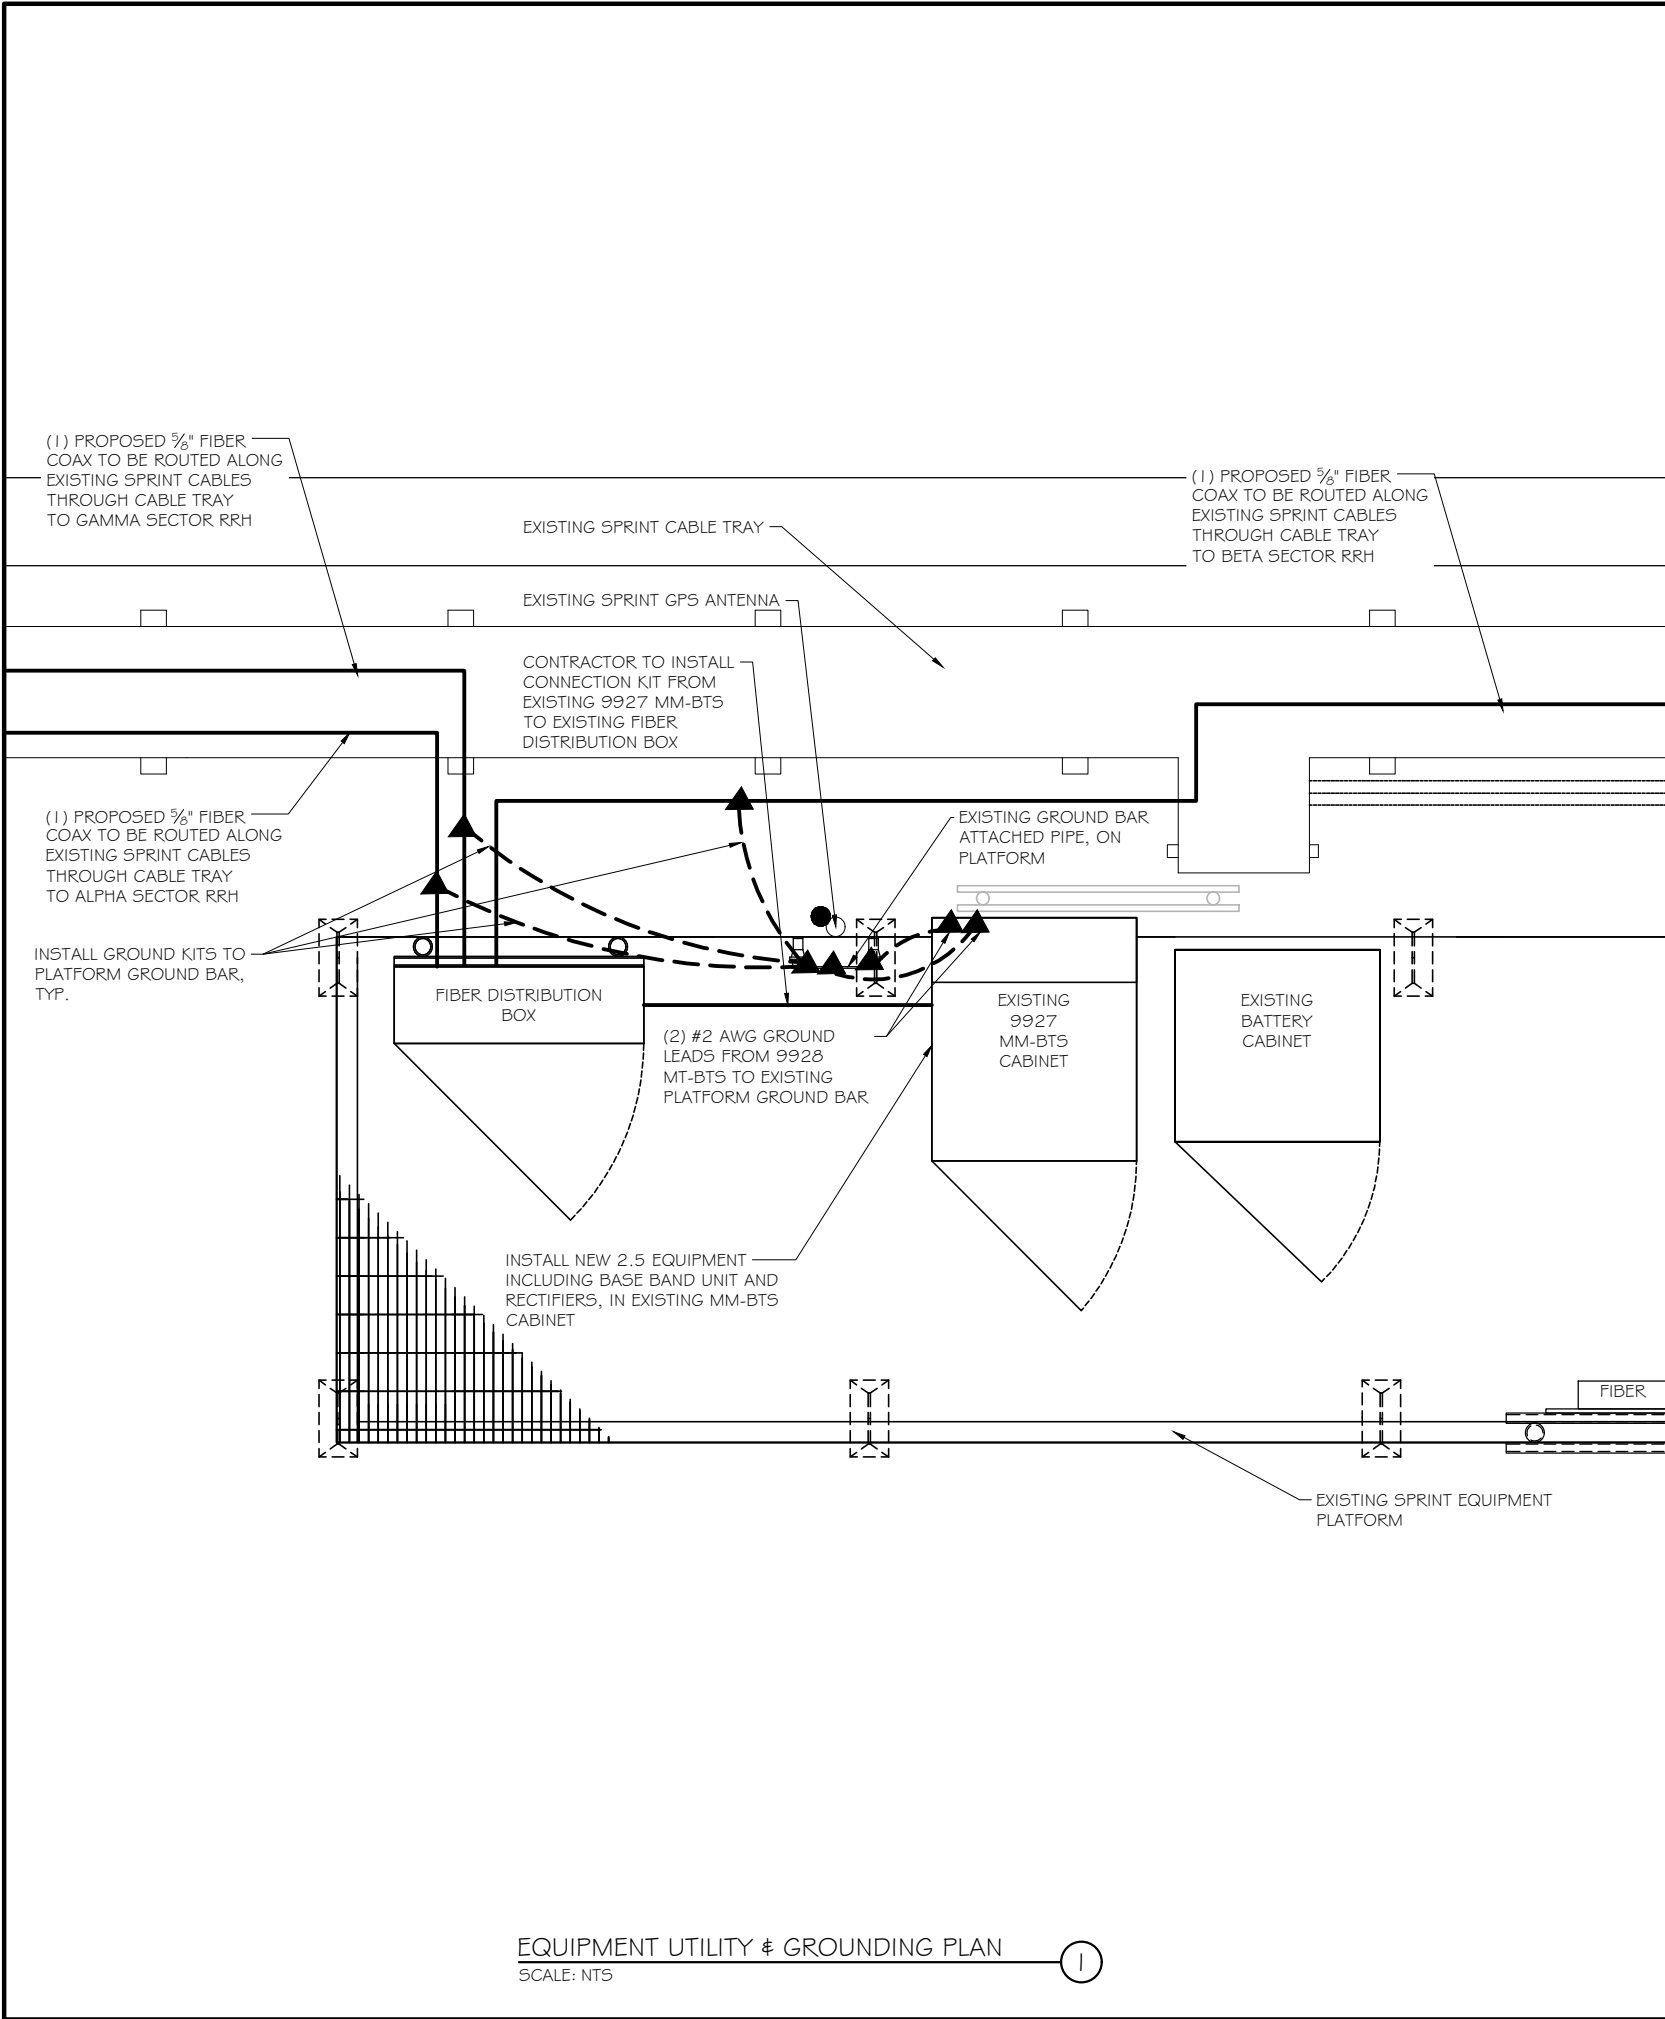 (1) PROPOSED ⅝" FIBER
COAX TO BE ROUTED ALONG
EXISTING SPRINT CABLES
THROUGH CABLE TRAY
TO GAMMA SECTOR RRH
(1) PROPOSED ⅝" FIBER
COAX TO BE ROUTED ALONG
EXISTING SPRINT CABLES
THROUGH CABLE TRAY
TO BETA SECTOR RRH
EXISTING SPRINT CABLE TRAY
EXISTING SPRINT GPS ANTENNA
CONTRACTOR TO INSTALL
CONNECTION KIT FROM
EXISTING 9927 MM-BTS
TO EXISTING FIBER
DISTRIBUTION BOX
(1) PROPOSED ⅝" FIBER
COAX TO BE ROUTED ALONG
EXISTING SPRINT CABLES
THROUGH CABLE TRAY
TO ALPHA SECTOR RRH
EXISTING GROUND BAR
ATTACHED PIPE, ON
PLATFORM
INSTALL GROUND KITS TO
PLATFORM GROUND BAR,
TYP.
FIBER DISTRIBUTION
BOX
(2) #2 AWG GROUND
LEADS FROM 9928
MT-BTS TO EXISTING
PLATFORM GROUND BAR
EXISTING
9927
MM-BTS
CABINET
EXISTING
BATTERY
CABINET
INSTALL NEW 2.5 EQUIPMENT
INCLUDING BASE BAND UNIT AND
RECTIFIERS, IN EXISTING MM-BTS
CABINET
FIBER
EXISTING SPRINT EQUIPMENT
PLATFORM
EQUIPMENT UTILITY & GROUNDING PLAN
1
SCALE: NTS